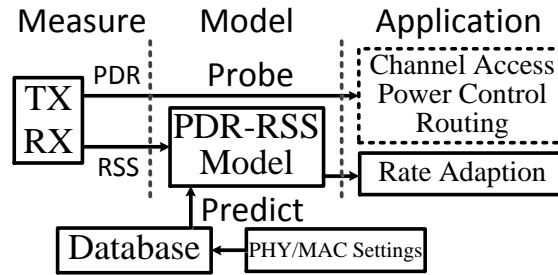 Measure
Model
Application
PDR
Probe
Channel Access
Power Control
Routing
TX
RX
RSS
PDR-RSS
Model
Rate Adaption
Predict
Database
PHY/MAC Settings